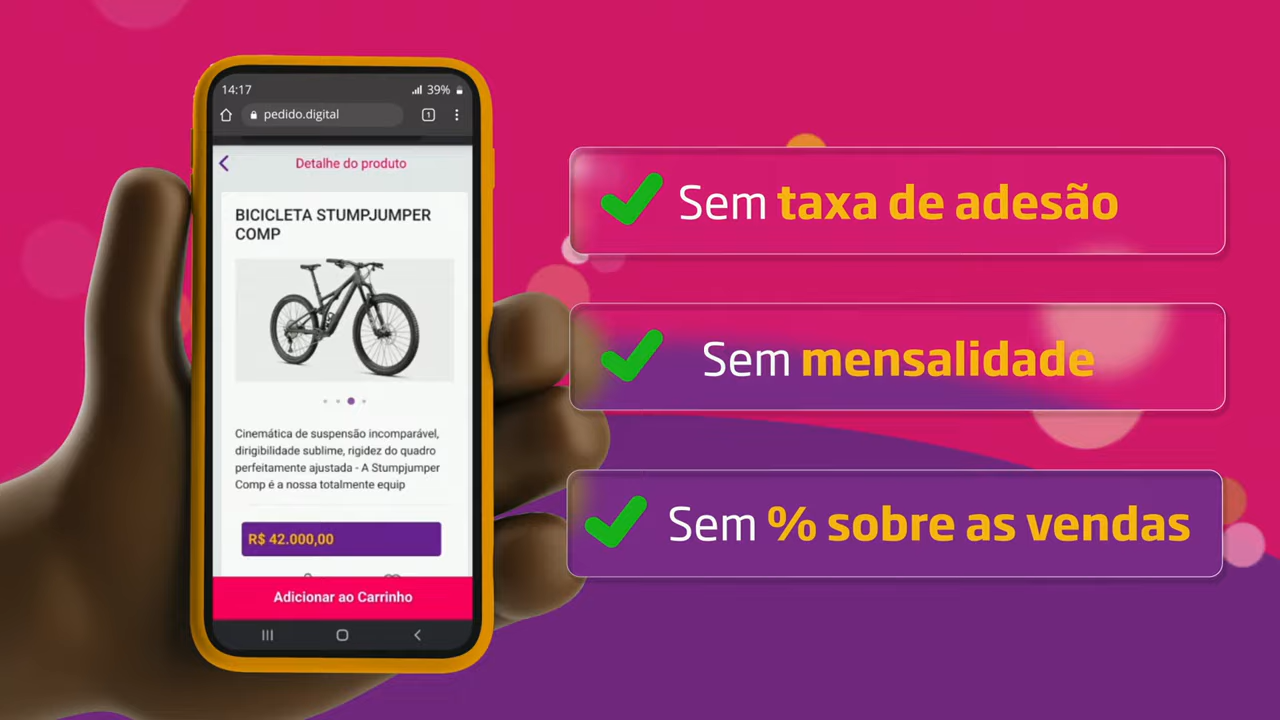 14:17
39%
pedido.digital
1
Detalhe do produto
BICICLETA STUMPJUMPER
COMP
Cinemática de suspensão incomparável,
dirigibilidade sublime, rigidez do quadro
perfeitamente ajustada - A Stumpjumper
Comp é a nossa totalmente equip
R$ 42.000,00
Adicionar ao Carrinho
Sem taxa de adesão
Sem mensalidade
Sem % sobre as vendas